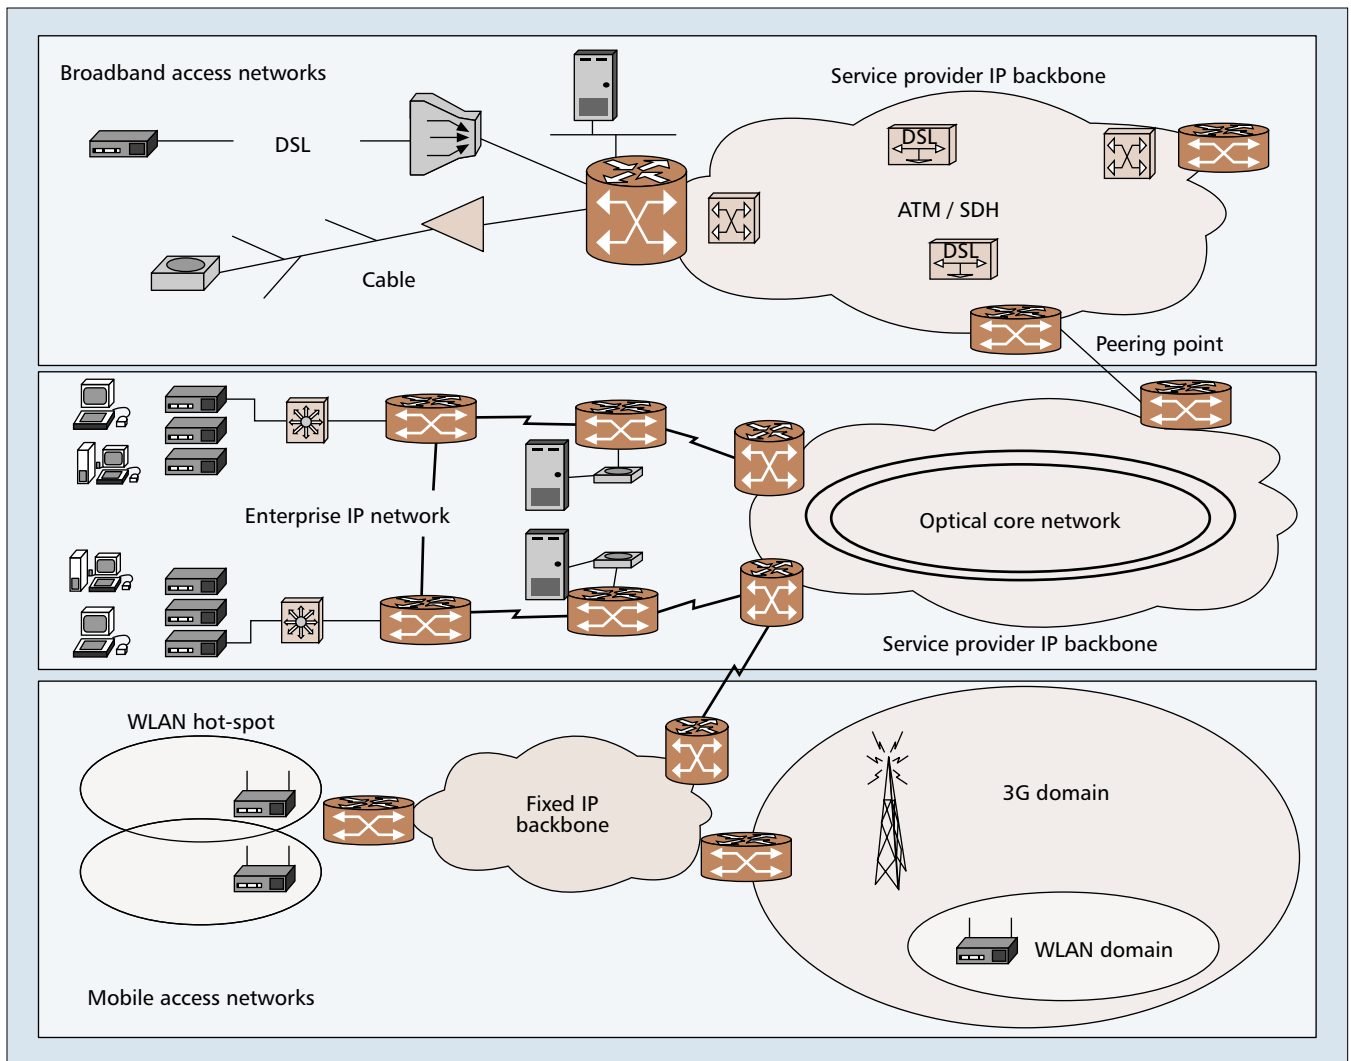 Broadband access networks
Service provider IP backbone
DSL
DSL
ATM / SDH
DSL
Cable
Peering point
Enterprise IP network
Optical core network
Service provider IP backbone
WLAN hot-spot
Fixed IP
backbone
3G domain
WLAN domain
Mobile access networks